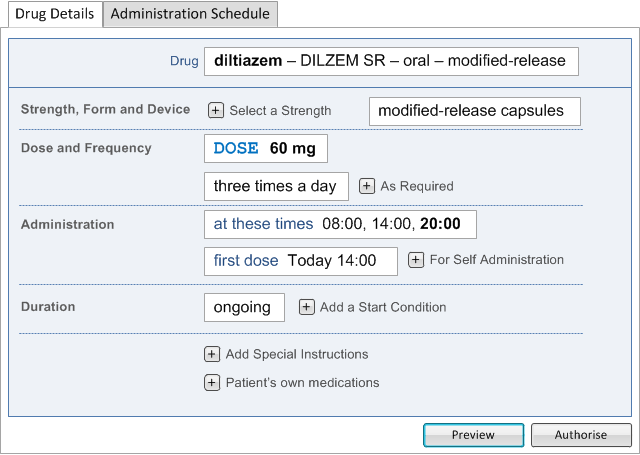 Drug Details Administration Schedule
Drug diltiazem – DILZEM SR – oral – modified-release
Strength, Form and Device + Select a Strength modified-release capsules
Dose and Frequency DOSE 60 mg
three times a day + As Required
Administration at these times 08:00, 14:00, 20:00
first dose Today 14:00 + For Self Administration
Duration ongoing + Add a Start Condition
+ Add Special Instructions
+ Patient's own medications
Preview Authorise